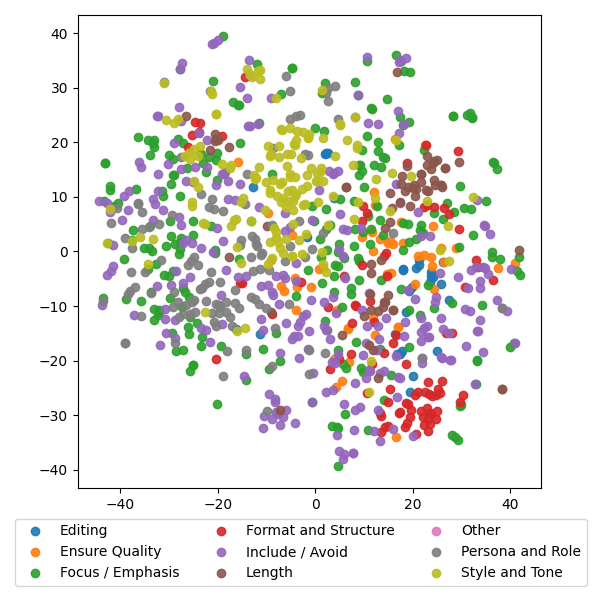 40
30
20
10
0
−10
−20
−30
−40
−40 −20 0 20 40
Editing Format and Structure Other
Ensure Quality Include / Avoid Persona and Role
Focus / Emphasis Length Style and Tone